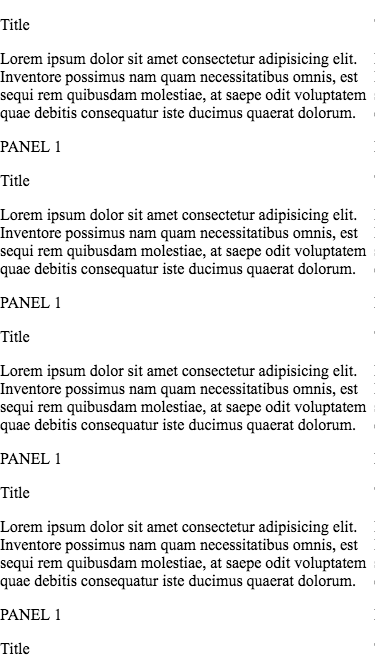 Title
Lorem ipsum dolor sit amet consectetur adipisicing elit.
Inventore possimus nam quam necessitatibus omnis, est
sequi rem quibusdam molestiae, at saepe odit voluptatem
quae debitis consequatur iste ducimus quaerat dolorum.
PANEL 1
Title
Lorem ipsum dolor sit amet consectetur adipisicing elit.
Inventore possimus nam quam necessitatibus omnis, est
sequi rem quibusdam molestiae, at saepe odit voluptatem
quae debitis consequatur iste ducimus quaerat dolorum.
PANEL 1
Title
Lorem ipsum dolor sit amet consectetur adipisicing elit.
Inventore possimus nam quam necessitatibus omnis, est
sequi rem quibusdam molestiae, at saepe odit voluptatem
quae debitis consequatur iste ducimus quaerat dolorum.
PANEL 1
Title
Lorem ipsum dolor sit amet consectetur adipisicing elit.
Inventore possimus nam quam necessitatibus omnis, est
sequi rem quibusdam molestiae, at saepe odit voluptatem
quae debitis consequatur iste ducimus quaerat dolorum.
PANEL 1
Title